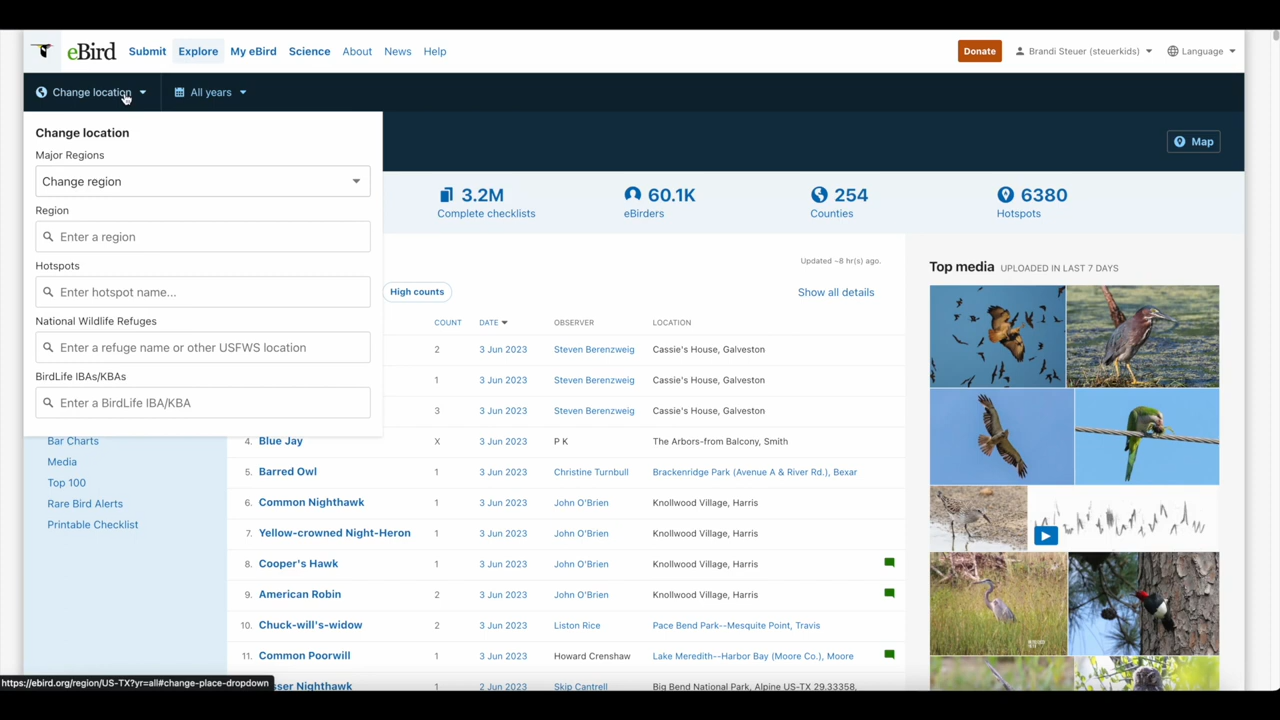 eBird Submit Explore My eBird Science About News Help Donate Brandi Steuer (steuerkids) Language
Change location All years
Change location
Major Regions
Change region
Region
Enter a region
Hotspots
Enter hotspot name...
National Wildlife Refuges
Enter a refuge name or other USFWS location
BirdLife IBAs/KBAs
Enter a BirdLife IBA/KBA
Map
3.2M
Complete checklists
60.1K
eBirders
254
Counties
6380
Hotspots
Updated ~8 hr(s) ago.
High counts Show all details
COUNT DATE OBSERVER LOCATION
2 3 Jun 2023 Steven Berenzweig Cassie's House, Galveston
1 3 Jun 2023 Steven Berenzweig Cassie's House, Galveston
3 3 Jun 2023 Steven Berenzweig Cassie's House, Galveston
4. Blue Jay X 3 Jun 2023 P K The Arbors-from Balcony, Smith
5. Barred Owl 1 3 Jun 2023 Christine Turnbull Brackenridge Park (Avenue A & River Rd.), Bexar
6. Common Nighthawk 1 3 Jun 2023 John O'Brien Knollwood Village, Harris
7. Yellow-crowned Night-Heron 1 3 Jun 2023 John O'Brien Knollwood Village, Harris
8. Cooper's Hawk 1 3 Jun 2023 John O'Brien Knollwood Village, Harris
9. American Robin 2 3 Jun 2023 John O'Brien Knollwood Village, Harris
10. Chuck-will's-widow 2 3 Jun 2023 Liston Rice Pace Bend Park--Mesquite Point, Travis
11. Common Poorwill 1 3 Jun 2023 Howard Crenshaw Lake Meredith--Harbor Bay (Moore Co.), Moore
Nighthawk 1 2 Jun 2023 Skip Cantrell Big Bend National Park, Alpine US-TX 29.33358,
Bar Charts
Media
Top 100
Rare Bird Alerts
Printable Checklist
Top media UPLOADED IN LAST 7 DAYS
https://ebird.org/region/US-TX?yr=all#change-place-dropdown